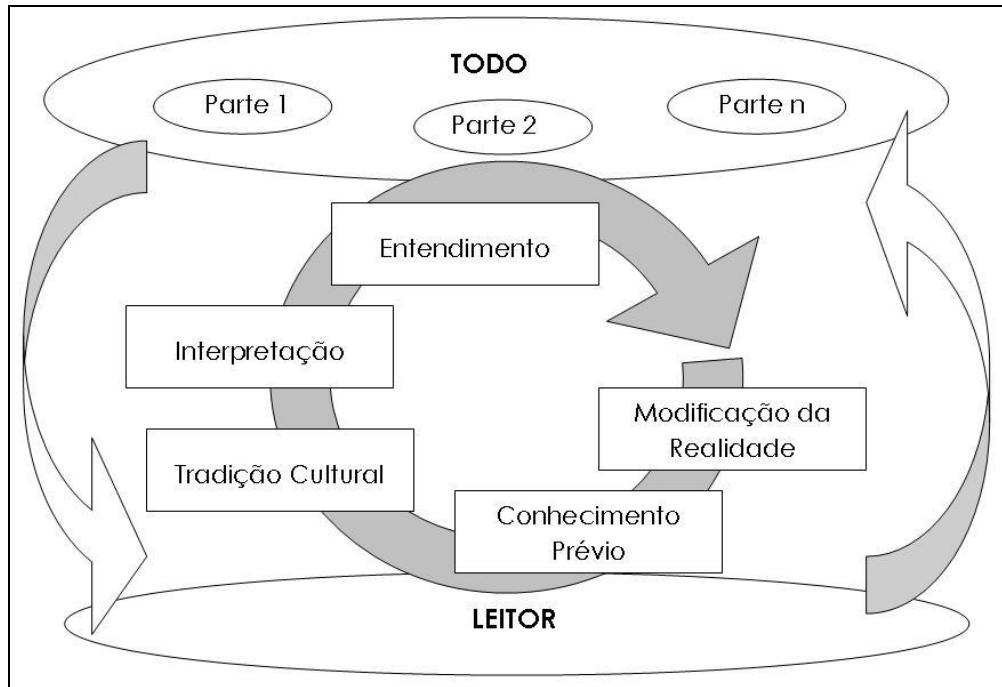 TODO
Parte 1
Parte 2
Parte n
Entendimento
Interpretação
Modificação da
Realidade
Tradição Cultural
Conhecimento
Prévio
LEITOR